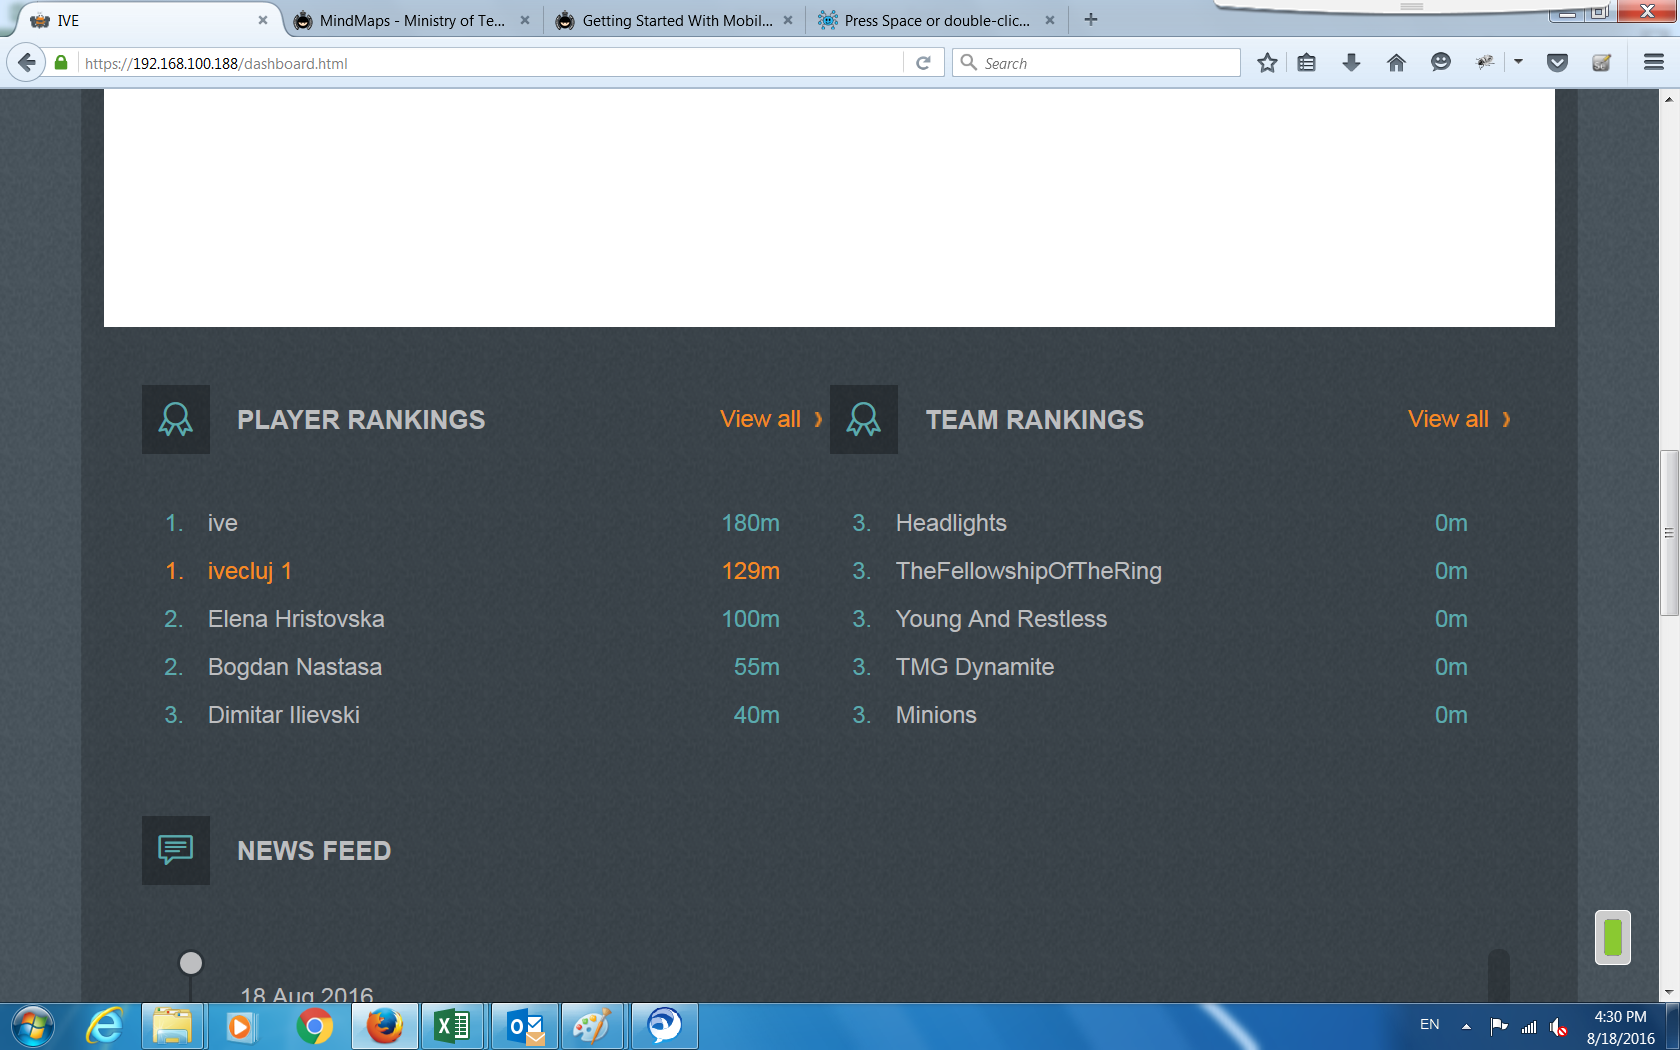 IVE
MindMaps - Ministry of Te...
Getting Started With Mobil...
Press Space or double-clic...
https://192.168.100.188/dashboard.html
Search
PLAYER RANKINGS
View all
1. ive 180m
1. ivecluj 1 129m
2. Elena Hristovska 100m
2. Bogdan Nastasa 55m
3. Dimitar Ilievski 40m
TEAM RANKINGS
View all
3. Headlights 0m
3. TheFellowshipOfTheRing 0m
3. Young And Restless 0m
3. TMG Dynamite 0m
3. Minions 0m
NEWS FEED
18 Aug 2016
EN
4:30 PM
8/18/2016